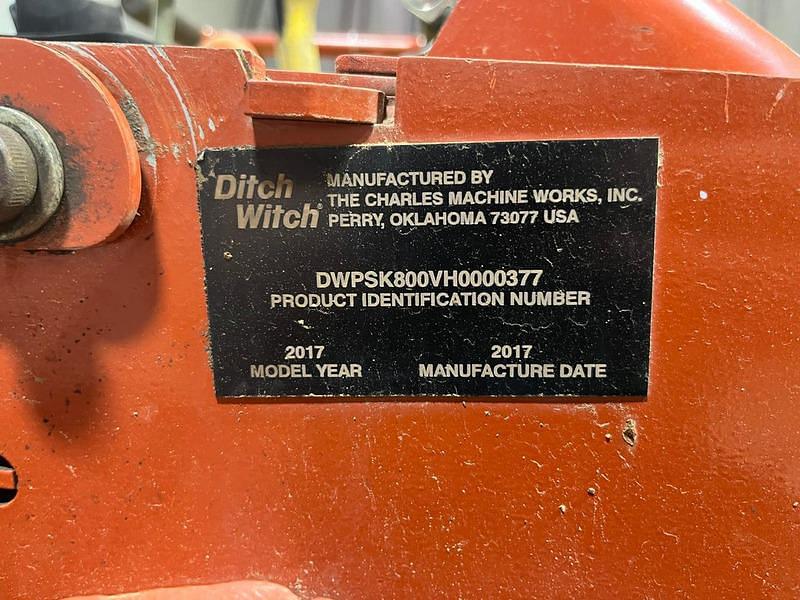 Ditch
Witch®
MANUFACTURED BY
THE CHARLES MACHINE WORKS, INC.
PERRY, OKLAHOMA 73077 USA
DWPSK800VH0000377
PRODUCT IDENTIFICATION NUMBER
2017
MODEL YEAR
2017
MANUFACTURE DATE